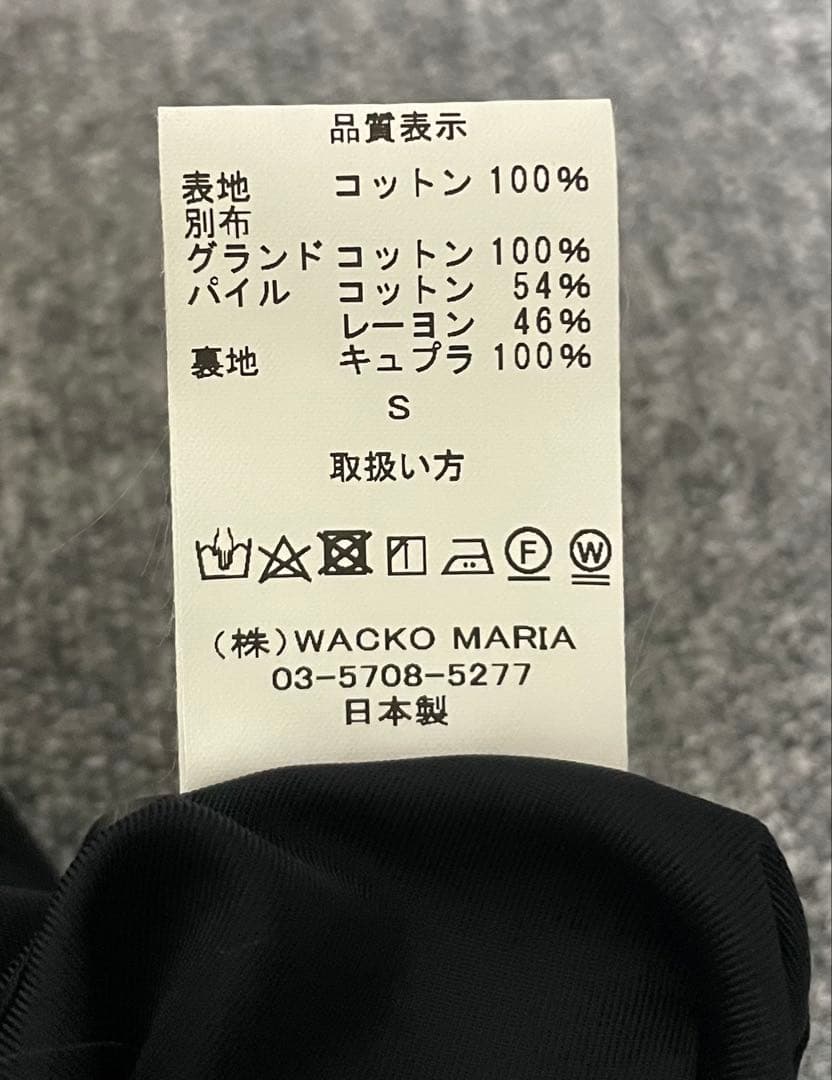 品質表示
表地 コットン 100%
別布
グランド コットン 100%
パイル コットン 54%
レーヨン 46%
裏地 キュプラ 100%
S
取扱い方
F W
(株)WACKO MARIA
03-5708-5277
日本製